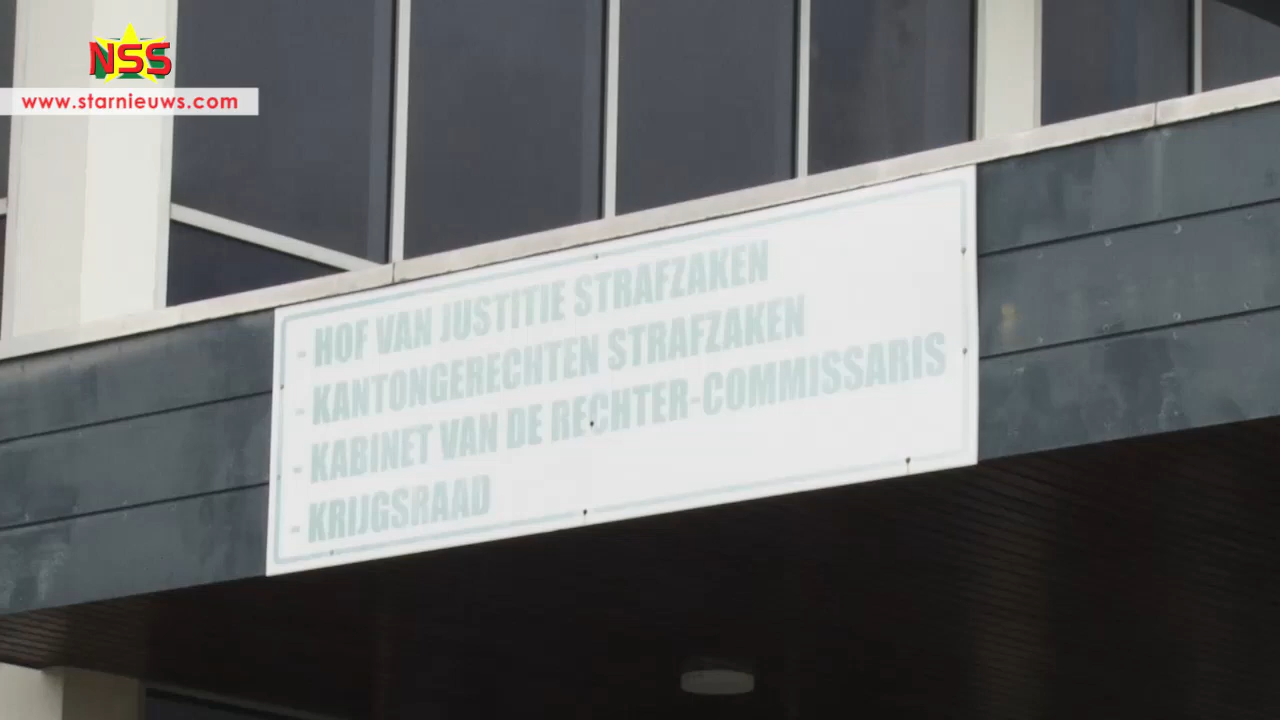 NSS
www.starnieuws.com
- HOF VAN JUSTITIE STRAFZAKEN
- KANTONGERECHTEN STRAFZAKEN
- KABINET VAN DE RECHTER-COMMISSARIS
- KRIJGSRAAD